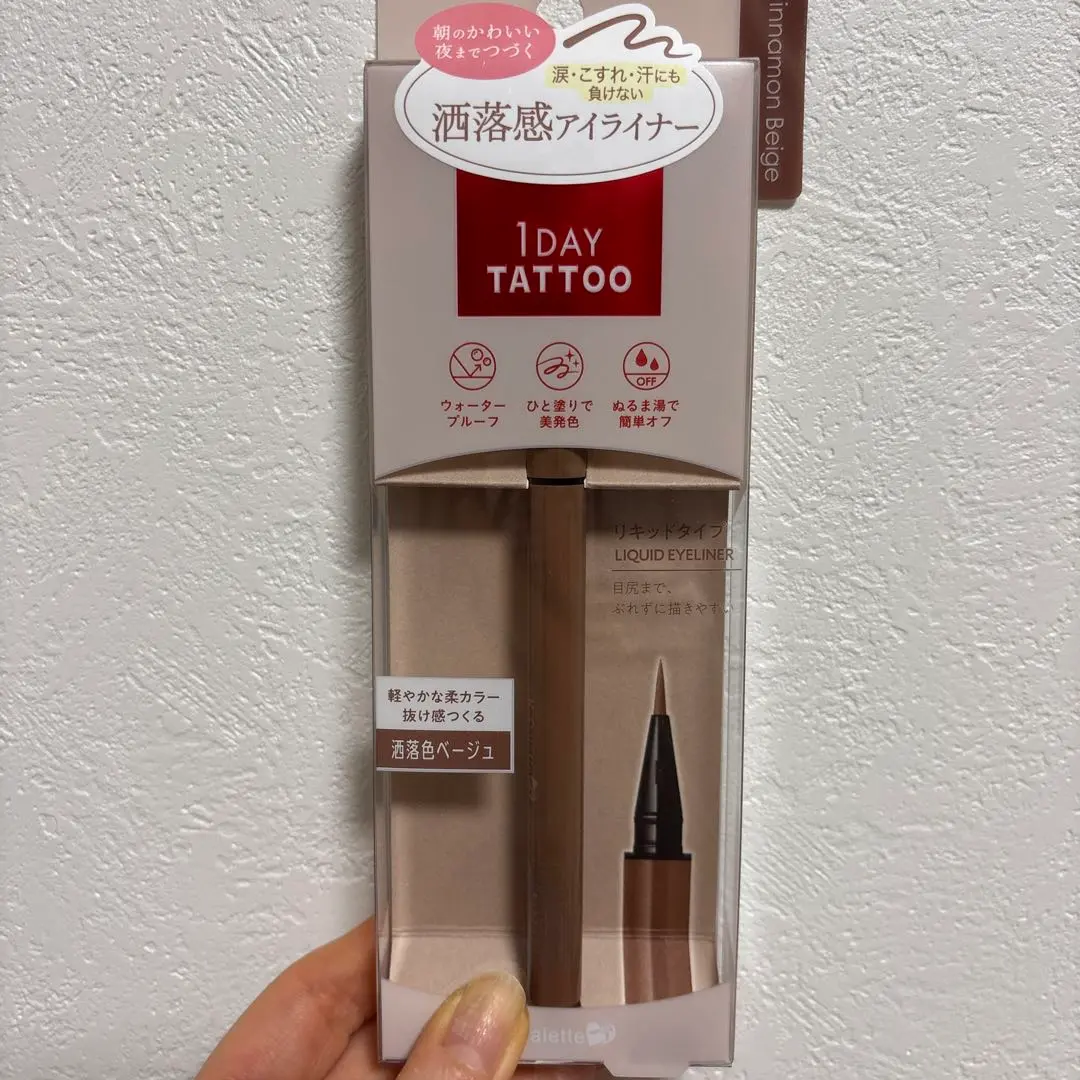 朝のかわいい
夜までつづく
涙・こすれ・汗にも
負けない
洒落感アイライナー
innamon Beige
1DAY
TATTOO
OFF
ウォーター
プルーフ
ひと塗りで
美発色
ぬるま湯で
簡単オフ
リキッドタイプ
LIQUID EYELINER
目尻まで、
ぶれずに描きやすい
軽やかな柔カラー
抜け感つくる
洒落色ベージュ
alette